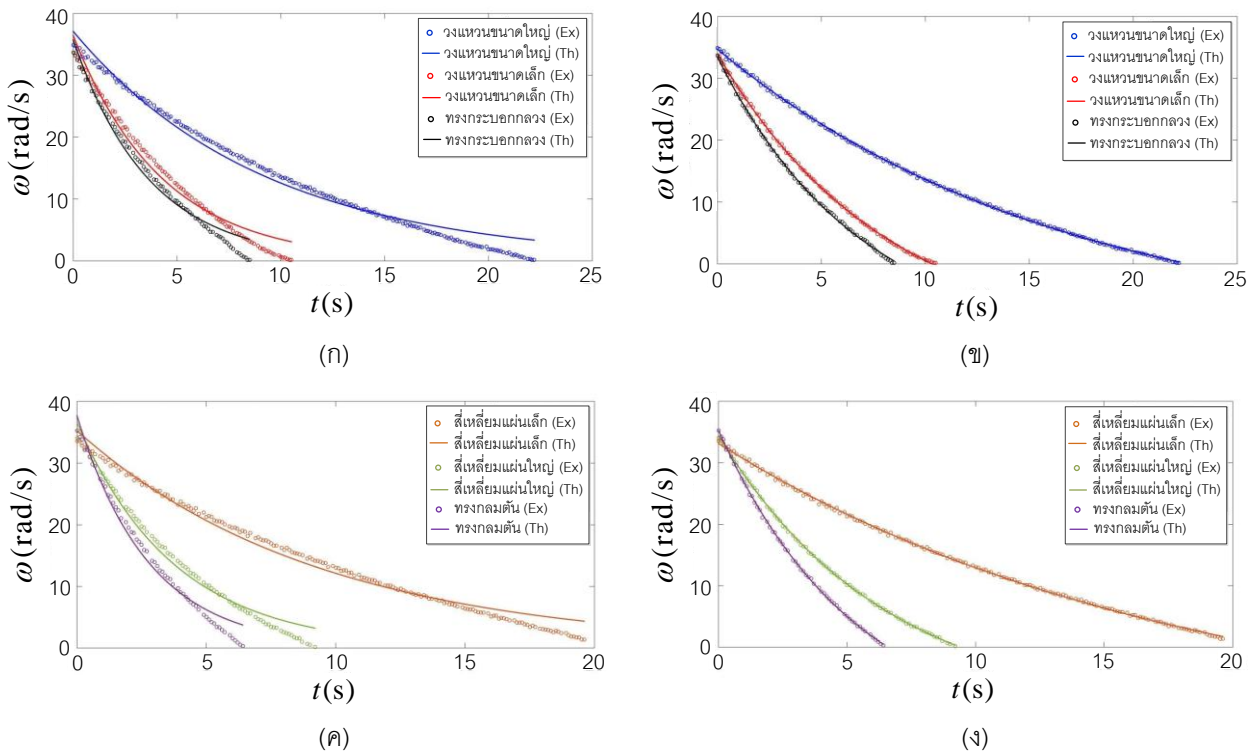 40
30
20
10
0
ω(rad/s)
0 5 10 15 20 25
t(s)
วงแหวนขนาดใหญ่ (Ex)
วงแหวนขนาดใหญ่ (Th)
วงแหวนขนาดเล็ก (Ex)
วงแหวนขนาดเล็ก (Th)
ทรงกระบอกกลวง (Ex)
ทรงกระบอกกลวง (Th)
(ก)
40
30
20
10
0
ω(rad/s)
0 5 10 15 20 25
t(s)
วงแหวนขนาดใหญ่ (Ex)
วงแหวนขนาดใหญ่ (Th)
วงแหวนขนาดเล็ก (Ex)
วงแหวนขนาดเล็ก (Th)
ทรงกระบอกกลวง (Ex)
ทรงกระบอกกลวง (Th)
(ข)
40
30
20
10
0
ω(rad/s)
0 5 10 15 20
t(s)
สี่เหลี่ยมแผ่นเล็ก (Ex)
สี่เหลี่ยมแผ่นเล็ก (Th)
สี่เหลี่ยมแผ่นใหญ่ (Ex)
สี่เหลี่ยมแผ่นใหญ่ (Th)
ทรงกลมตัน (Ex)
ทรงกลมตัน (Th)
(ค)
40
30
20
10
0
ω(rad/s)
0 5 10 15 20
t(s)
สี่เหลี่ยมแผ่นเล็ก (Ex)
สี่เหลี่ยมแผ่นเล็ก (Th)
สี่เหลี่ยมแผ่นใหญ่ (Ex)
สี่เหลี่ยมแผ่นใหญ่ (Th)
ทรงกลมตัน (Ex)
ทรงกลมตัน (Th)
(ง)